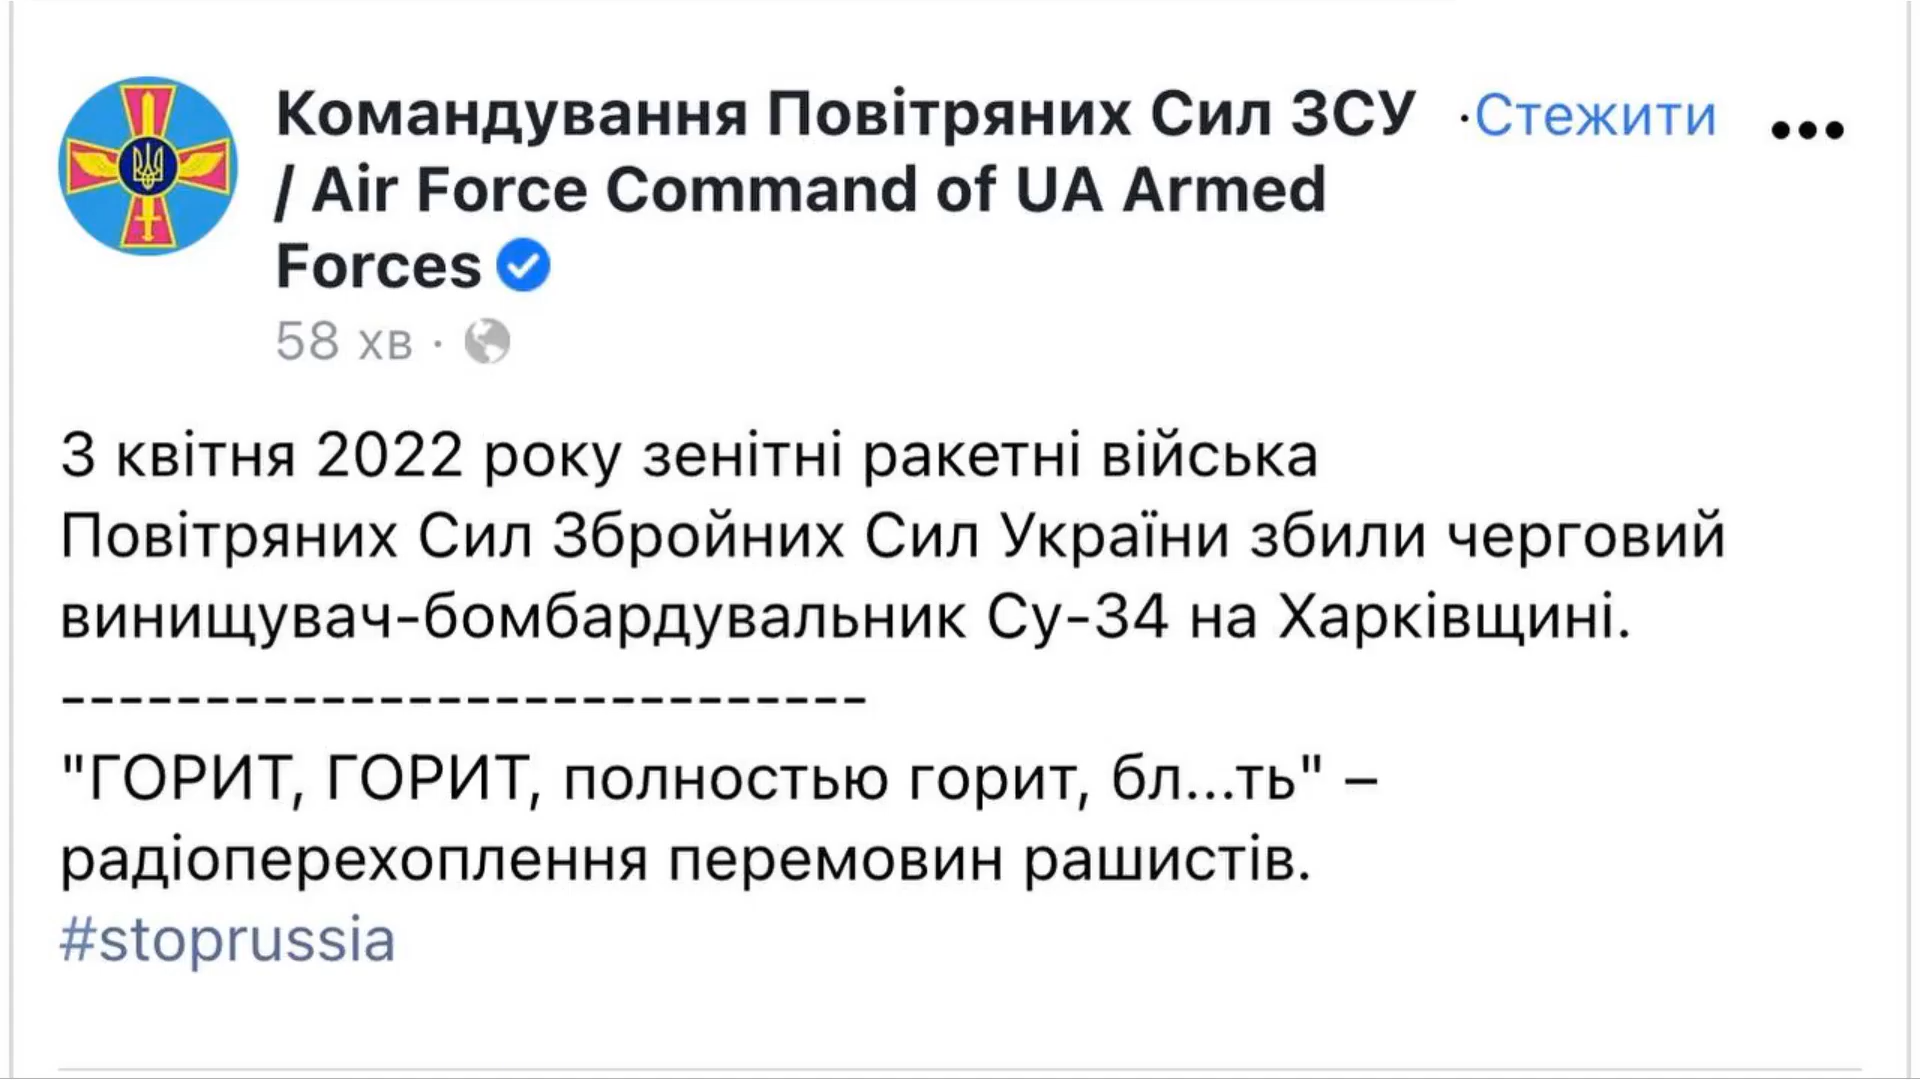 Командування Повітряних Сил ЗСУ ·Стежити
/ Air Force Command of UA Armed
Forces
58 хв ·
3 квітня 2022 року зенітні ракетні війська
Повітряних Сил Збройних Сил України збили черговий
винищувач-бомбардувальник Су-34 на Харківщині.
----------------------------
"ГОРИТ, ГОРИТ, полностью горит, бл...ть" –
радіоперехоплення перемовин рашистів.
#stoprussia